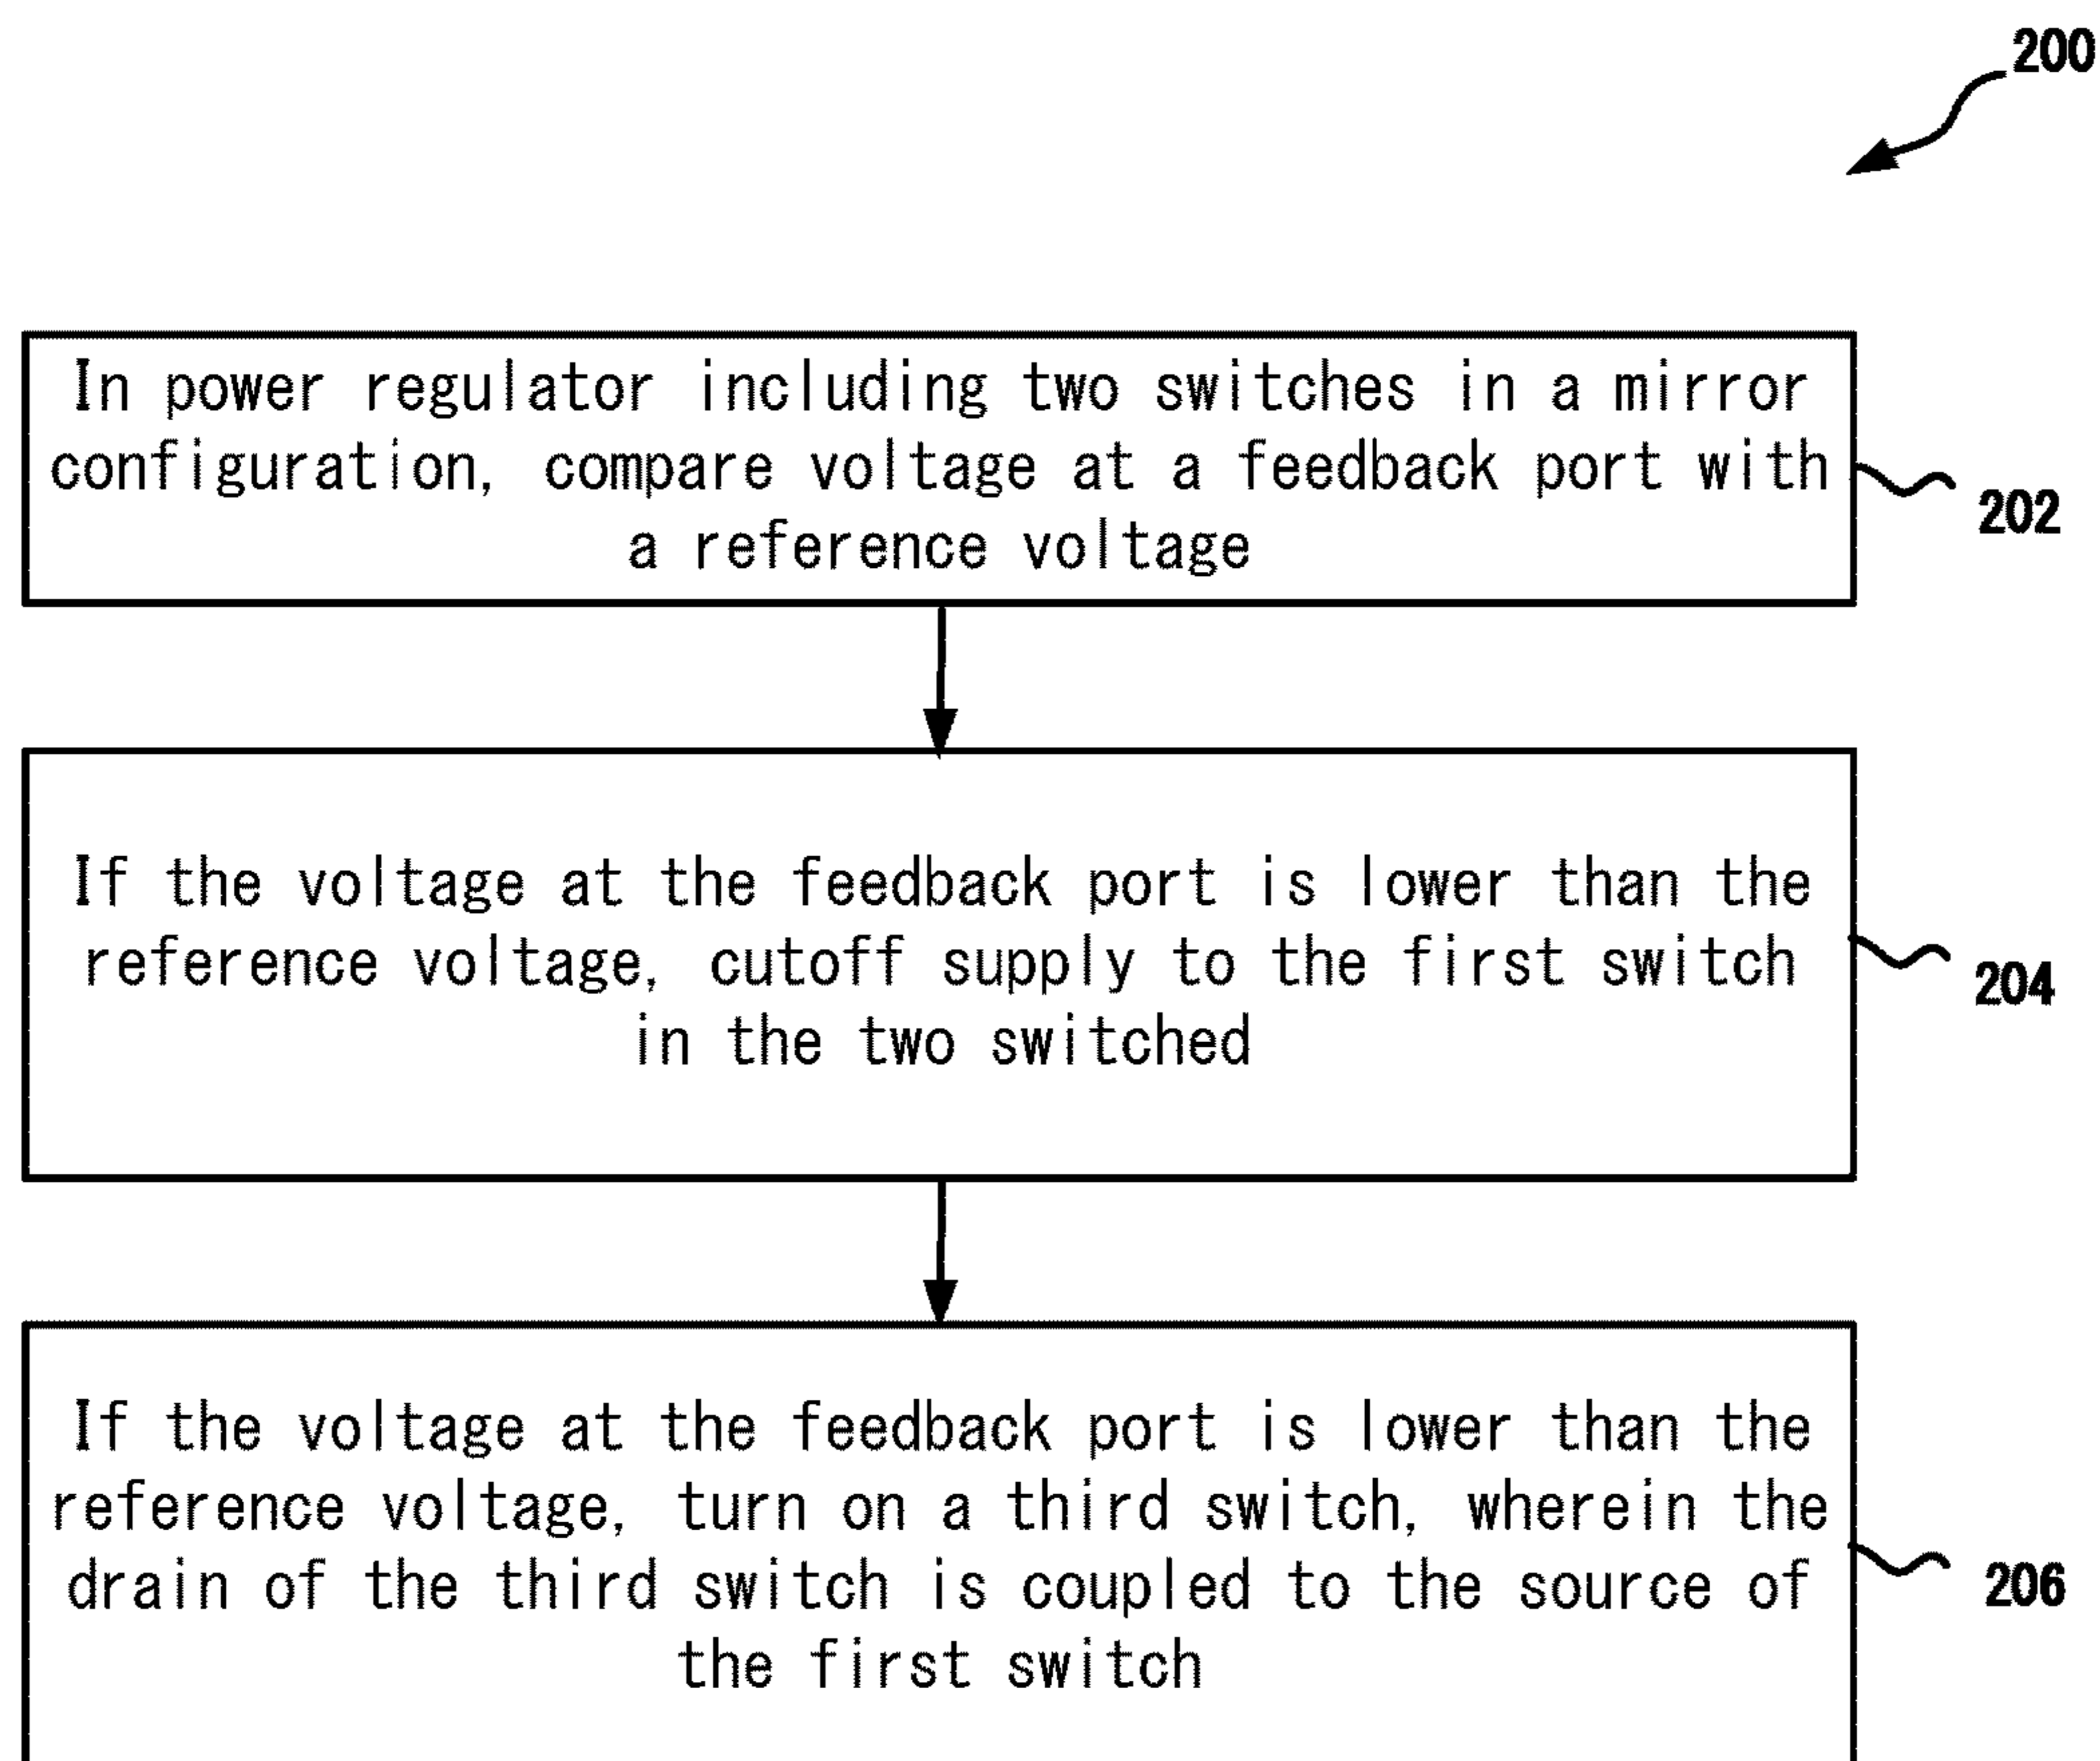 200
In power regulator including two switches in a mirror
configuration, compare voltage at a feedback port with
a reference voltage
202
If the voltage at the feedback port is lower than the
reference voltage, cutoff supply to the first switch
in the two switched
204
If the voltage at the feedback port is lower than the
reference voltage, turn on a third switch, wherein the
drain of the third switch is coupled to the source of
the first switch
206